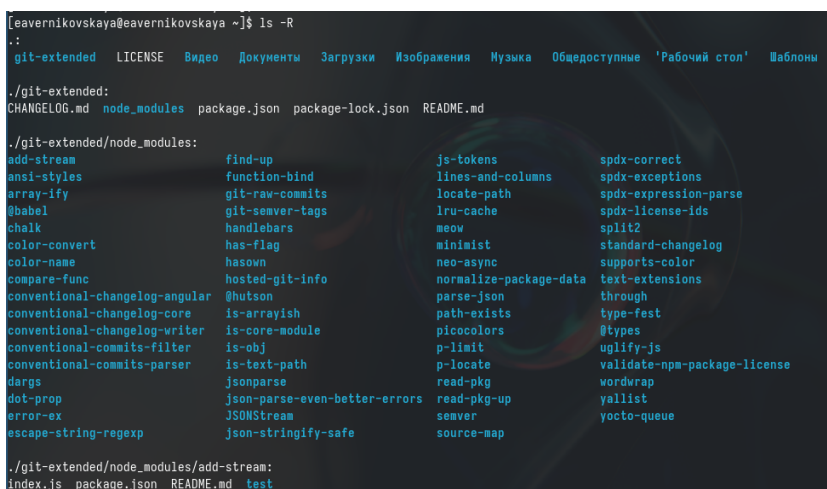 [eavernikovskaya@eavernikovskaya ~]$ ls -R
.:
git-extended LICENSE Видео Документы Загрузки Изображения Музыка Общедоступные 'Рабочий стол' Шаблоны
./git-extended:
CHANGELOG.md node_modules package.json package-lock.json README.md
./git-extended/node_modules:
add-stream find-up js-tokens spdx-correct
ansi-styles function-bind lines-and-columns spdx-exceptions
array-ify git-raw-commits locate-path spdx-expression-parse
@babel git-semver-tags lru-cache spdx-license-ids
chalk handlebars meow split2
color-convert has-flag minimist standard-changelog
color-name hasown neo-async supports-color
compare-func hosted-git-info normalize-package-data text-extensions
conventional-changelog-angular @hutson parse-json through
conventional-changelog-core is-arrayish path-exists type-fest
conventional-changelog-writer is-core-module picocolors @types
conventional-commits-filter is-obj p-limit uglify-js
conventional-commits-parser is-text-path p-locate validate-npm-package-license
dargs jsonparse read-pkg wordwrap
dot-prop json-parse-even-better-errors read-pkg-up yallist
error-ex JSONStream semver yocto-queue
escape-string-regexp json-stringify-safe source-map
./git-extended/node_modules/add-stream:
index.js package.json README.md test